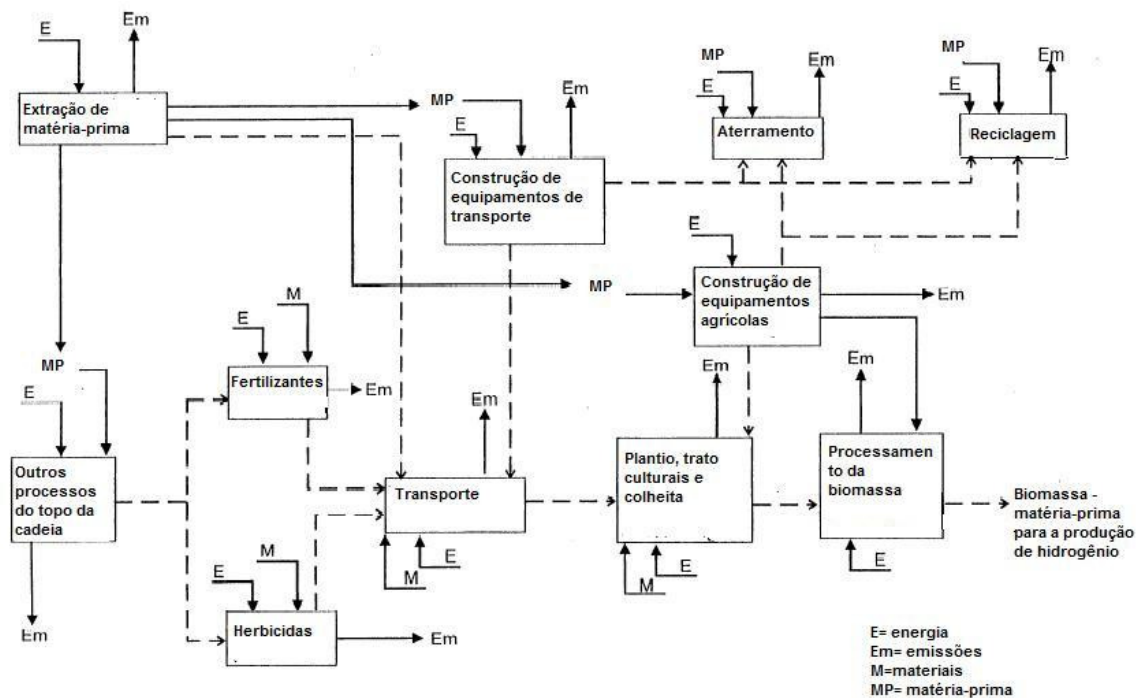 E
Em
Extração de
matéria-prima
MP
E
Em
Construção de
equipamentos de
transporte
MP
E
Em
Aterramento
MP
E
Em
Reciclagem
E
MP
Construção de
equipamentos
agrícolas
Em
MP
E
Outros
processos
do topo da
cadeia
Em
E
M
Fertilizantes
Em
E
M
Herbicidas
Em
Em
Transporte
M
E
Em
Plantio, trato
culturais e
colheita
M
E
Em
Processamen
to da
biomassa
E
Biomassa -
matéria-prima
para a produção
de hidrogênio
E= energia
Em= emissões
M=materiais
MP= matéria-prima